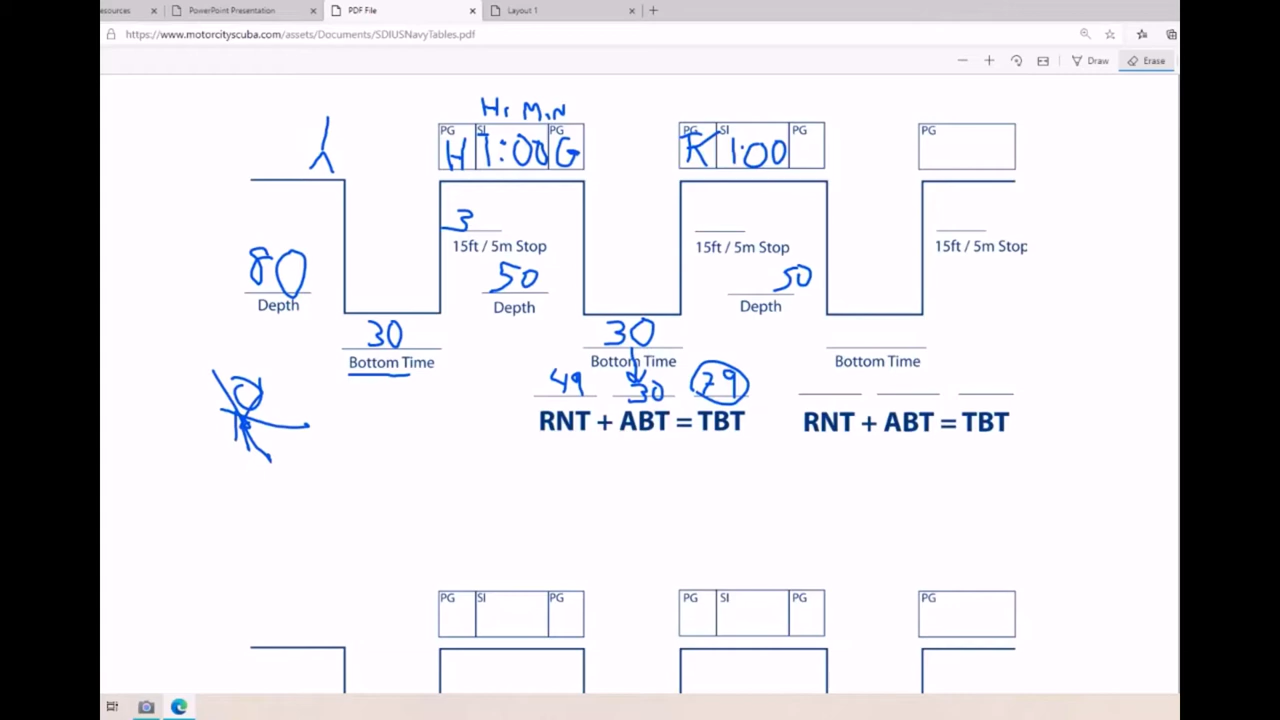 esources
PowerPoint Presentation
PDF File
Layout 1
https://www.motorcityscuba.com/assets/Documents/SDIUSNavyTables.pdf
Draw
Erase
Hr Min
PG SI PG
H 1:00 G
PG SI PG
K 1:00
PG
3
15ft / 5m Stop
15ft / 5m Stop
15ft / 5m Stop
80
50
50
Depth
Depth
Depth
30
30
Bottom Time
Bottom Time
Bottom Time
49 30 79
RNT + ABT = TBT
RNT + ABT = TBT
PG SI PG
PG SI PG
PG